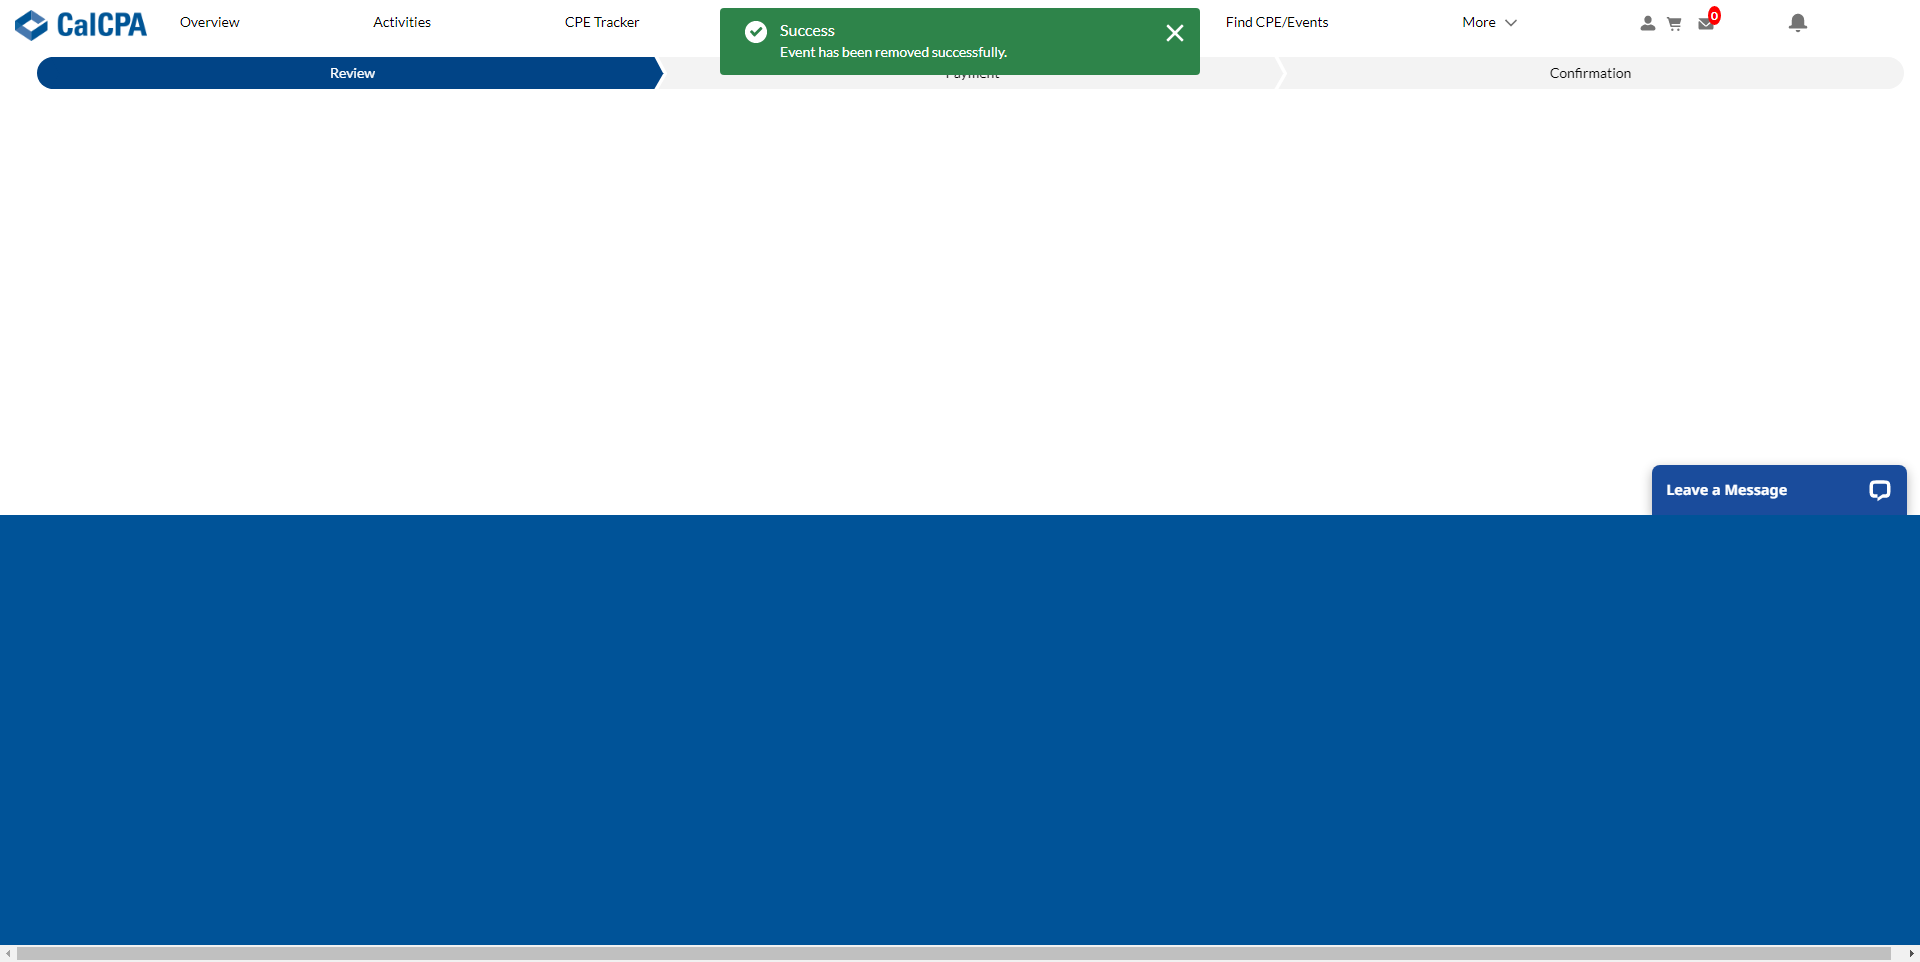 CalCPA
Overview
Activities
CPE Tracker
Success
Event has been removed successfully.
Find CPE/Events
More
0
Review
Payment
Confirmation
Leave a Message